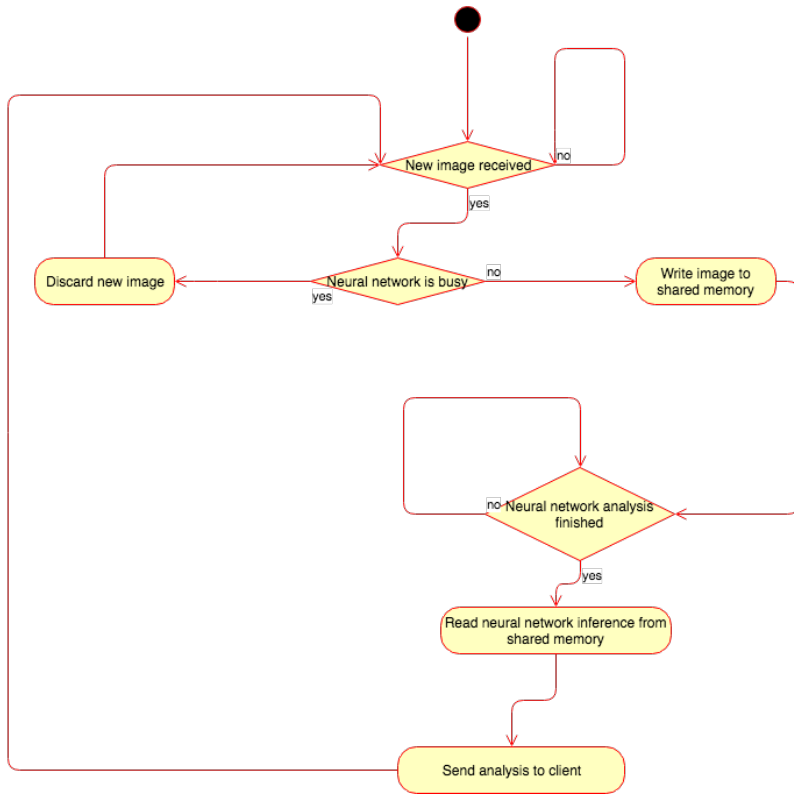 New image received
no
yes
Discard new image
Neural network is busy
yes
no
Write image to
shared memory
no
Neural network analysis
finished
yes
Read neural network inference from
shared memory
Send analysis to client